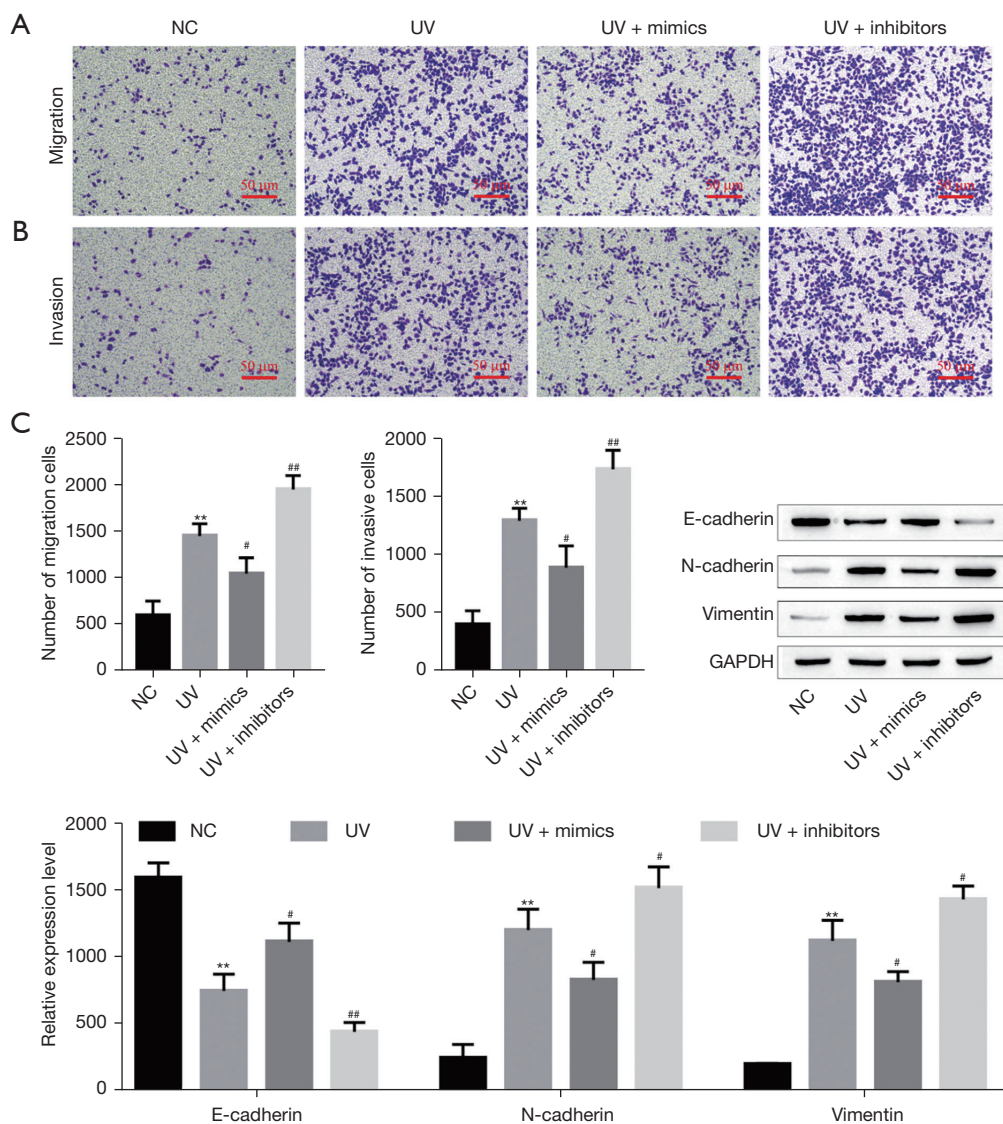 A
NC
UV
UV + mimics
UV + inhibitors
Migration
50 μm
50 μm
50 μm
50 μm
B
Invasion
50 μm
50 μm
50 μm
50 μm
C
Number of migration cells
2500
2000
1500
1000
500
0
**
#
##
NC
UV
UV + mimics
UV + inhibitors
Number of invasive cells
2000
1500
1000
500
0
**
#
##
NC
UV
UV + mimics
UV + inhibitors
E-cadherin
N-cadherin
Vimentin
GAPDH
NC
UV
UV + mimics
UV + inhibitors
Relative expression level
2000
1500
1000
500
0
NC
UV
UV + mimics
UV + inhibitors
**
#
##
**
#
#
**
#
#
E-cadherin
N-cadherin
Vimentin